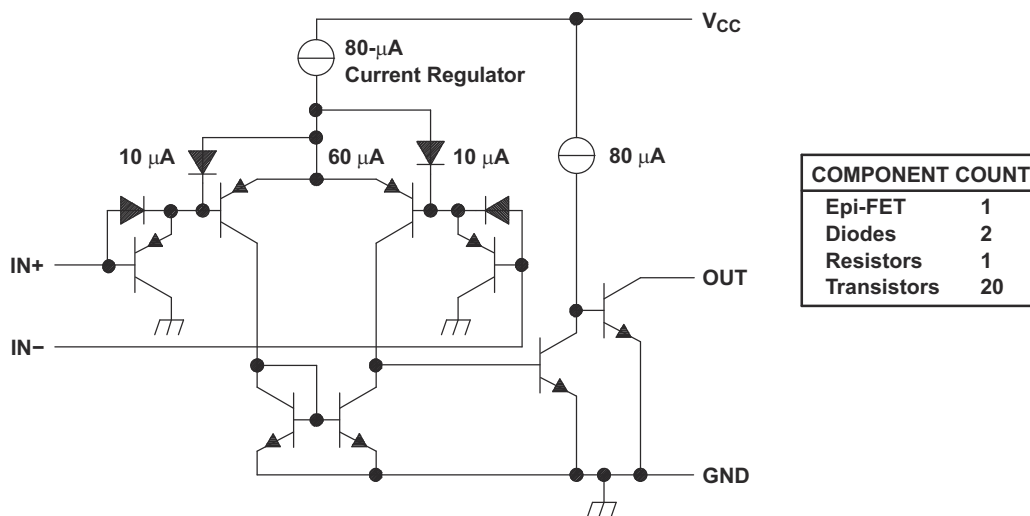 V_CC
80-μA
Current Regulator
10 μA
60 μA
10 μA
80 μA
IN+
OUT
IN−
GND
COMPONENT COUNT
Epi-FET 1
Diodes 2
Resistors 1
Transistors 20